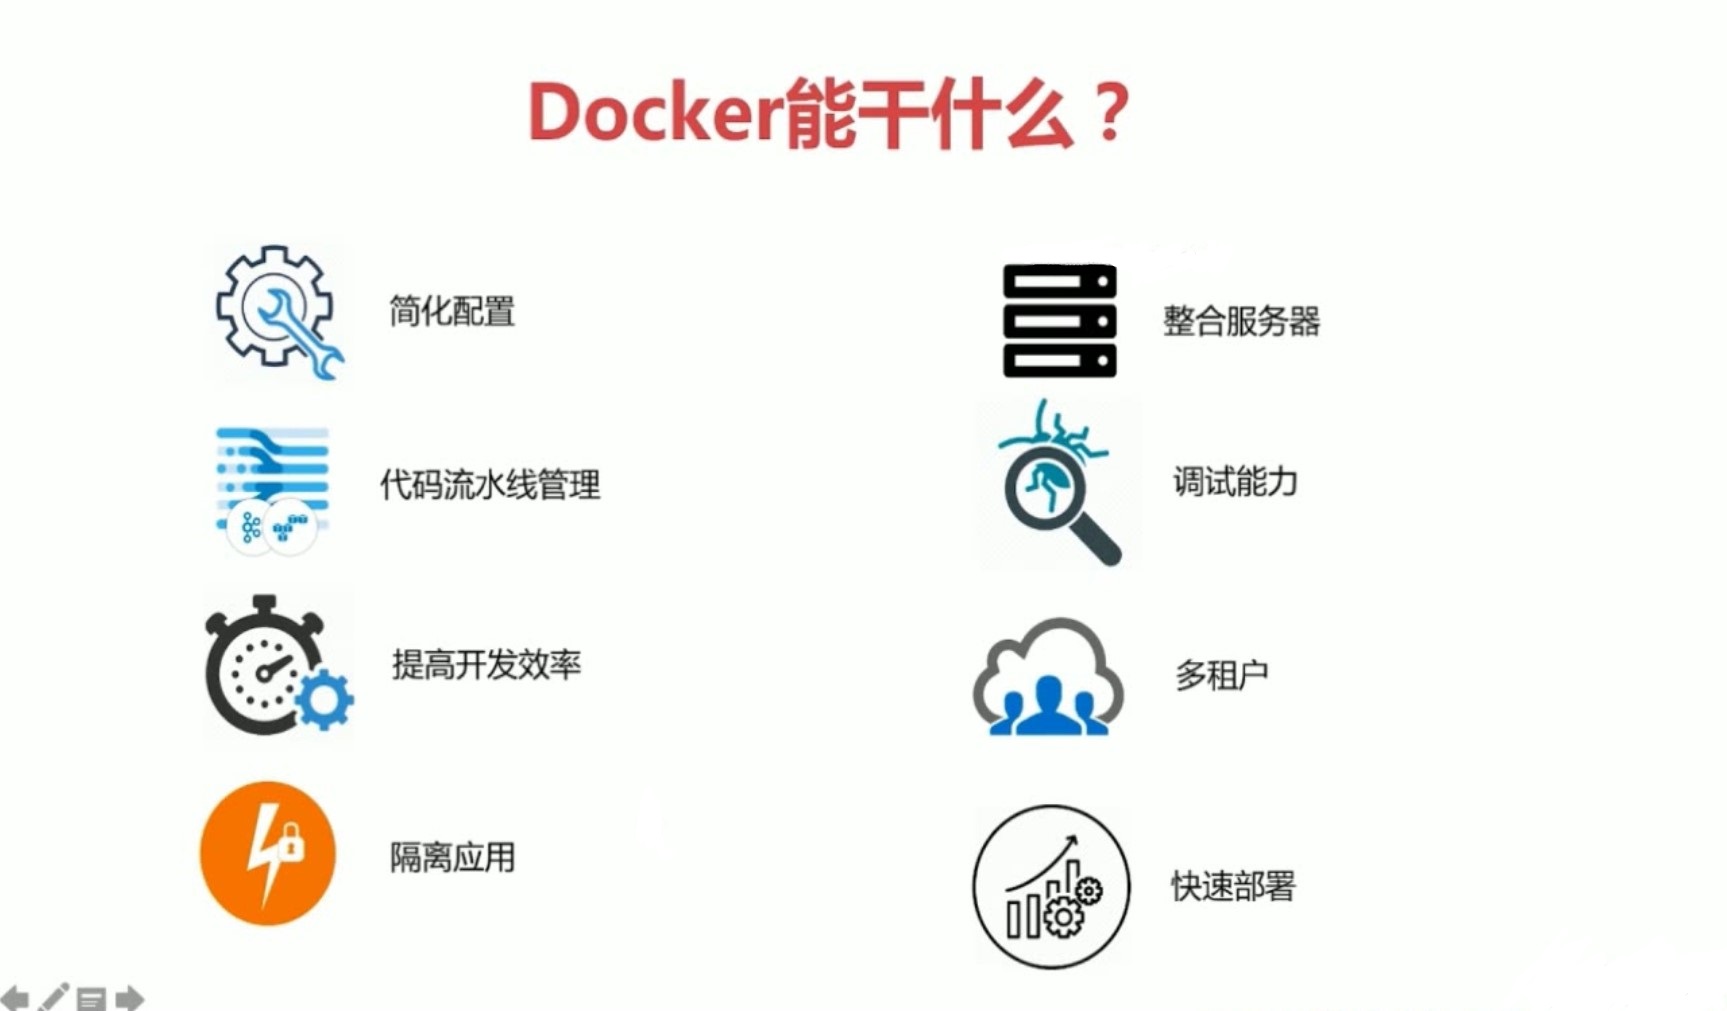 Docker能干什么？
简化配置
整合服务器
代码流水线管理
调试能力
提高开发效率
多租户
隔离应用
快速部署